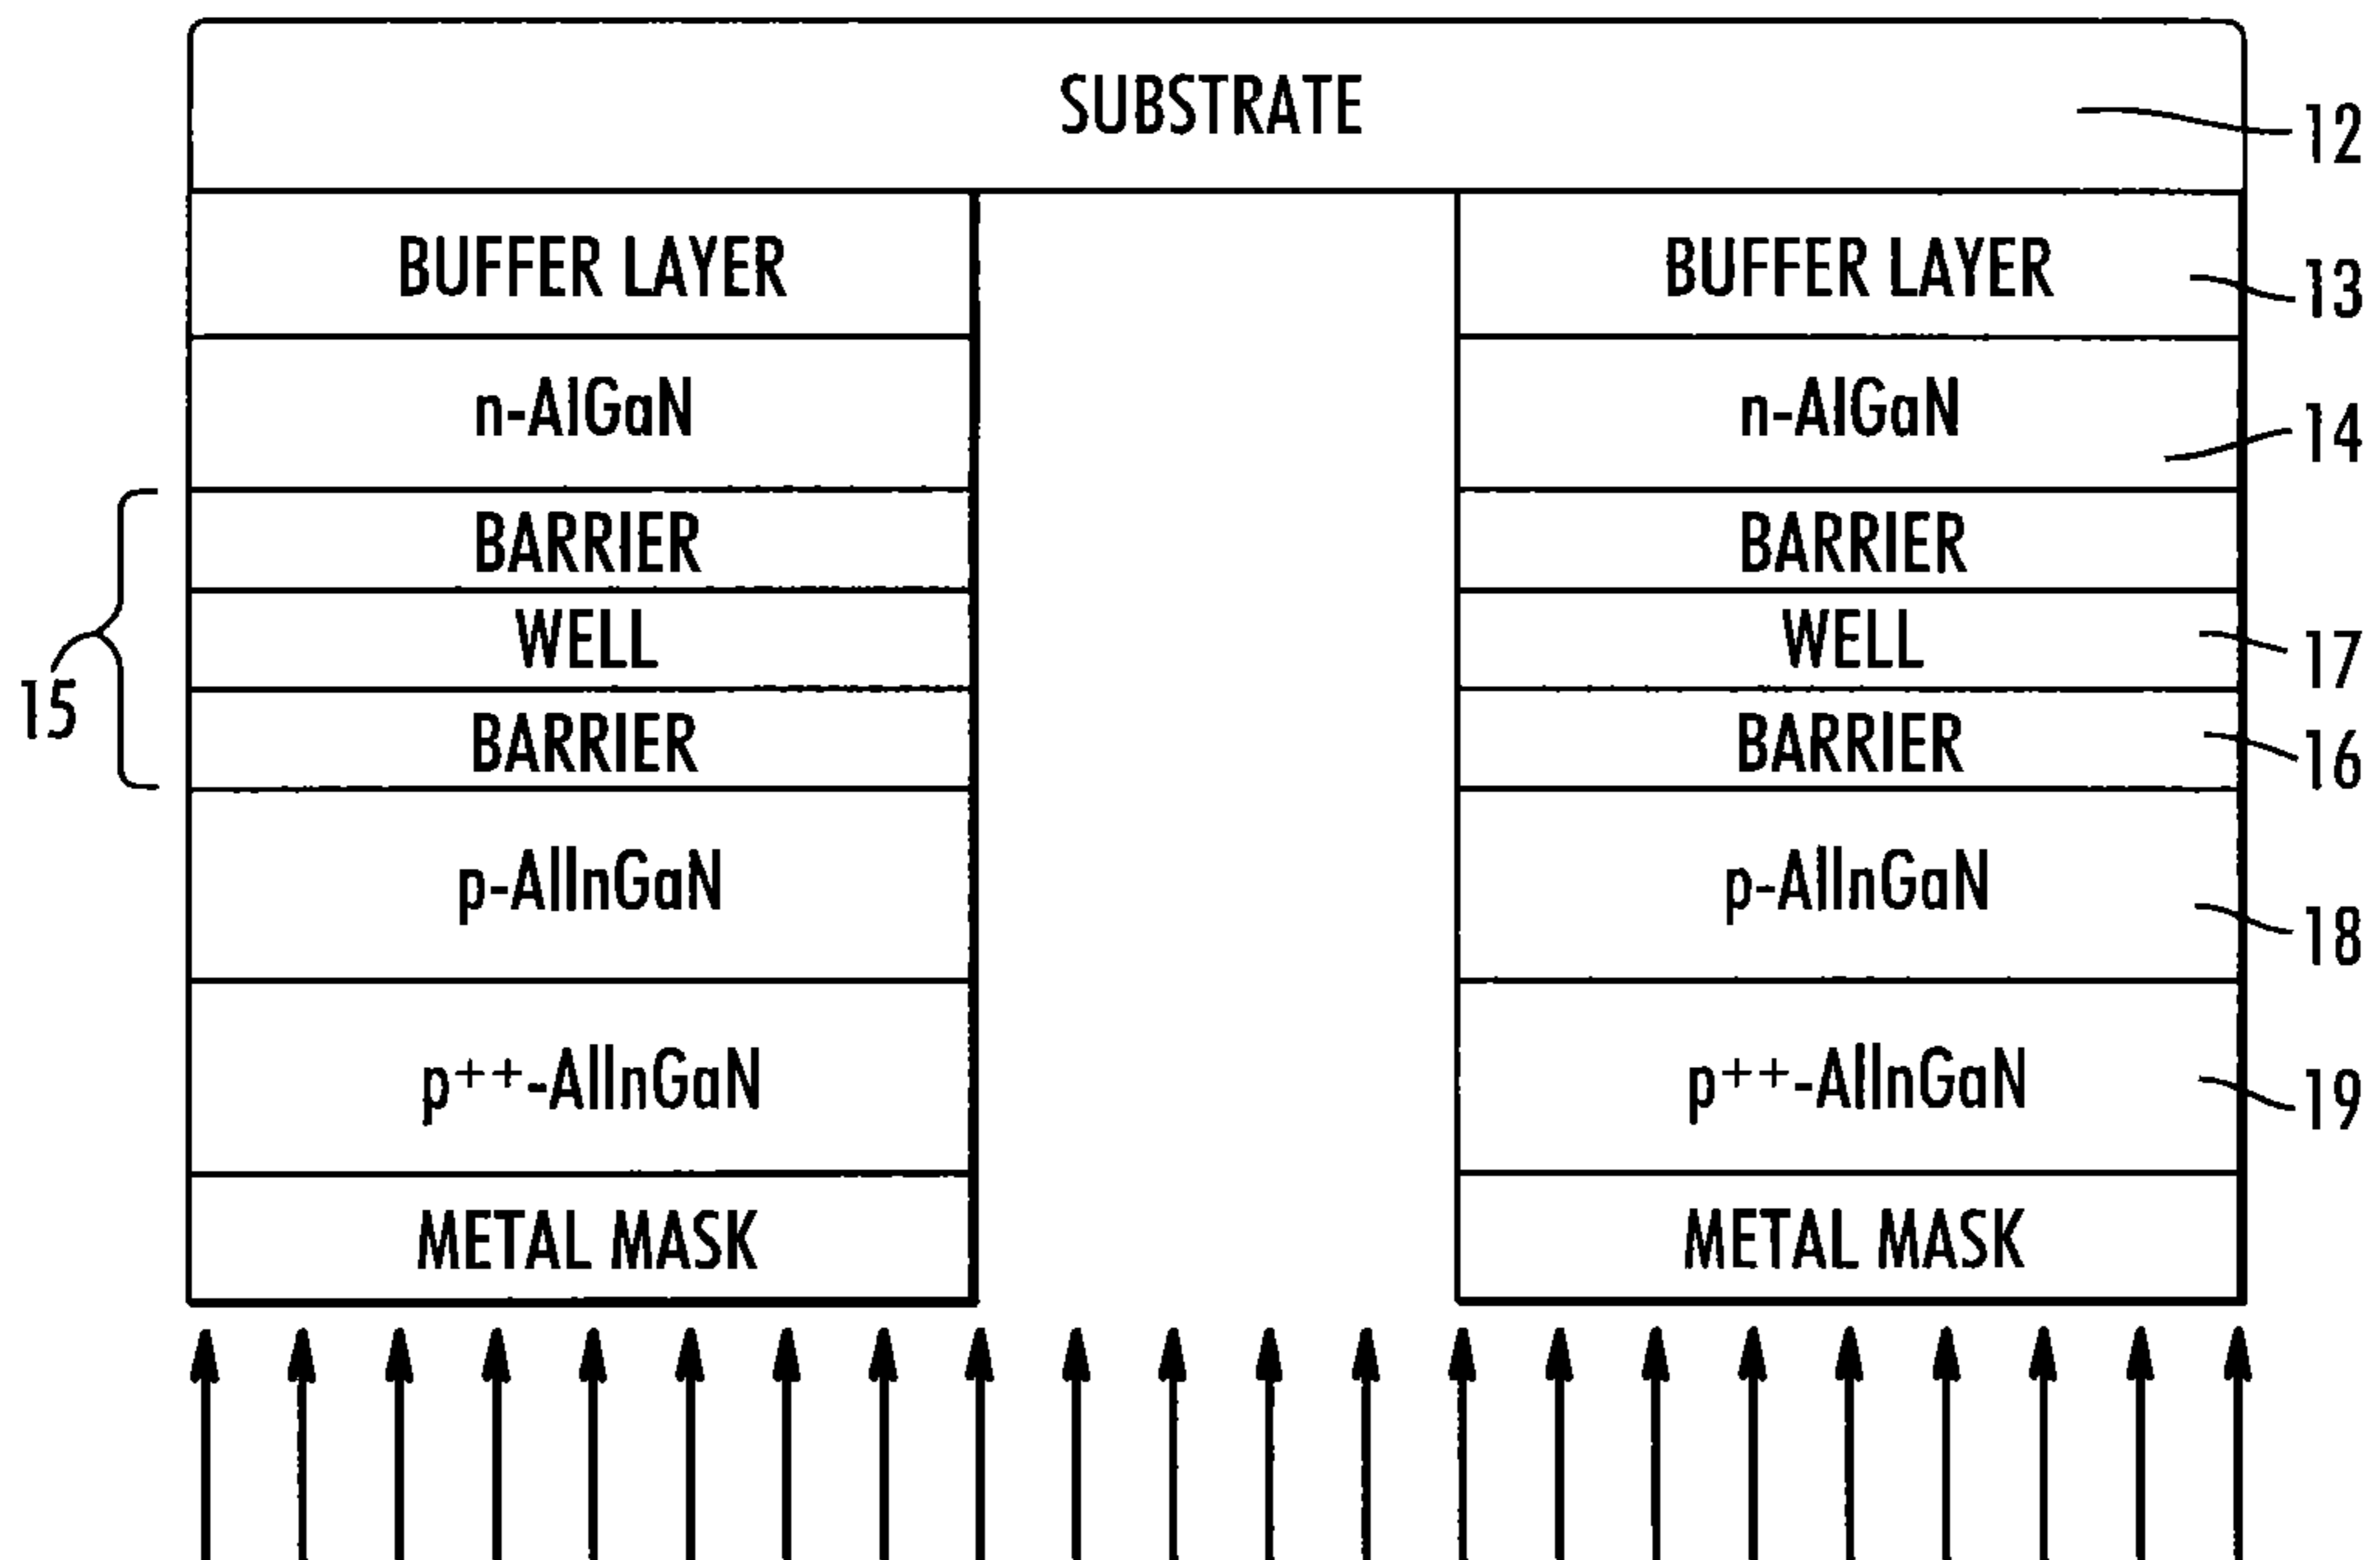 SUBSTRATE 12
BUFFER LAYER BUFFER LAYER 13
n-AlGaN n-AlGaN 14
BARRIER BARRIER
WELL WELL 17
15
BARRIER BARRIER 16
p-AlInGaN p-AlInGaN 18
p++-AlInGaN p++-AlInGaN 19
METAL MASK METAL MASK